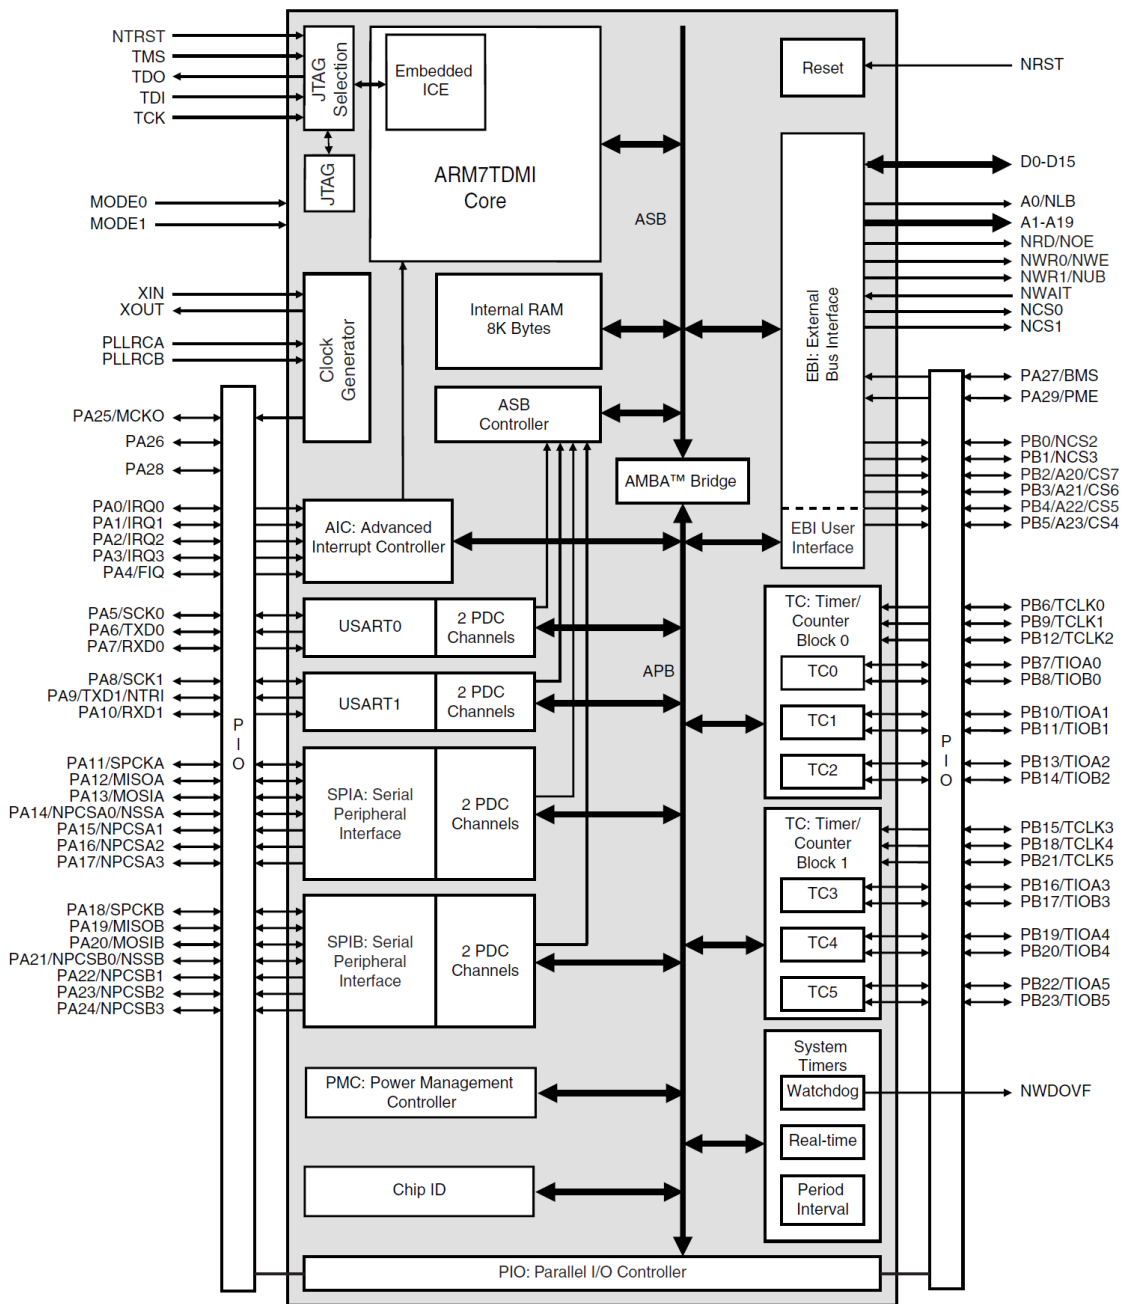 NTRST
TMS
TDO
TDI
TCK
JTAG
Selection
JTAG
Embedded
ICE
ARM7TDMI
Core
Reset
NRST
MODE0
MODE1
ASB
EBI: External
Bus Interface
D0-D15
A0/NLB
A1-A19
NRD/NOE
NWR0/NWE
NWR1/NUB
NWAIT
NCS0
NCS1
XIN
XOUT
PLLRCA
PLLRCB
Clock
Generator
Internal RAM
8K Bytes
ASB
Controller
AMBA™ Bridge
EBI User
Interface
PA27/BMS
PA29/PME
PB0/NCS2
PB1/NCS3
PB2/A20/CS7
PB3/A21/CS6
PB4/A22/CS5
PB5/A23/CS4
PA25/MCKO
PA26
PA28
PA0/IRQ0
PA1/IRQ1
PA2/IRQ2
PA3/IRQ3
PA4/FIQ
AIC: Advanced
Interrupt Controller
PA5/SCK0
PA6/TXD0
PA7/RXD0
USART0
2 PDC
Channels
PA8/SCK1
PA9/TXD1/NTRI
PA10/RXD1
USART1
2 PDC
Channels
APB
P
I
O
PA11/SPCKA
PA12/MISOA
PA13/MOSIA
PA14/NPCSA0/NSSA
PA15/NPCSA1
PA16/NPCSA2
PA17/NPCSA3
SPIA: Serial
Peripheral
Interface
2 PDC
Channels
PA18/SPCKB
PA19/MISOB
PA20/MOSIB
PA21/NPCSB0/NSSB
PA22/NPCSB1
PA23/NPCSB2
PA24/NPCSB3
SPIB: Serial
Peripheral
Interface
2 PDC
Channels
TC: Timer/
Counter
Block 0
TC0
TC1
TC2
PB6/TCLK0
PB9/TCLK1
PB12/TCLK2
PB7/TIOA0
PB8/TIOB0
PB10/TIOA1
PB11/TIOB1
PB13/TIOA2
PB14/TIOB2
P
I
O
TC: Timer/
Counter
Block 1
TC3
TC4
TC5
PB15/TCLK3
PB18/TCLK4
PB21/TCLK5
PB16/TIOA3
PB17/TIOB3
PB19/TIOA4
PB20/TIOB4
PB22/TIOA5
PB23/TIOB5
PMC: Power Management
Controller
Chip ID
System
Timers
Watchdog
Real-time
Period
Interval
NWDOVF
PIO: Parallel I/O Controller